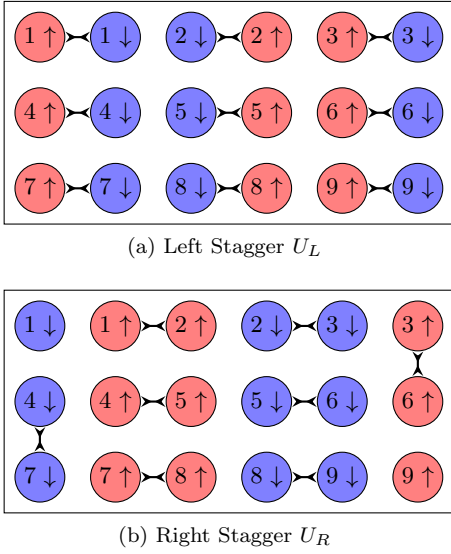 1 ↑ 1 ↓ 2 ↓ 2 ↑ 3 ↑ 3 ↓
4 ↑ 4 ↓ 5 ↓ 5 ↑ 6 ↑ 6 ↓
7 ↑ 7 ↓ 8 ↓ 8 ↑ 9 ↑ 9 ↓
(a) Left Stagger U_L
1 ↓ 1 ↑ 2 ↑ 2 ↓ 3 ↓ 3 ↑
4 ↓ 4 ↑ 5 ↑ 5 ↓ 6 ↓ 6 ↑
7 ↓ 7 ↑ 8 ↑ 8 ↓ 9 ↓ 9 ↑
(b) Right Stagger U_R